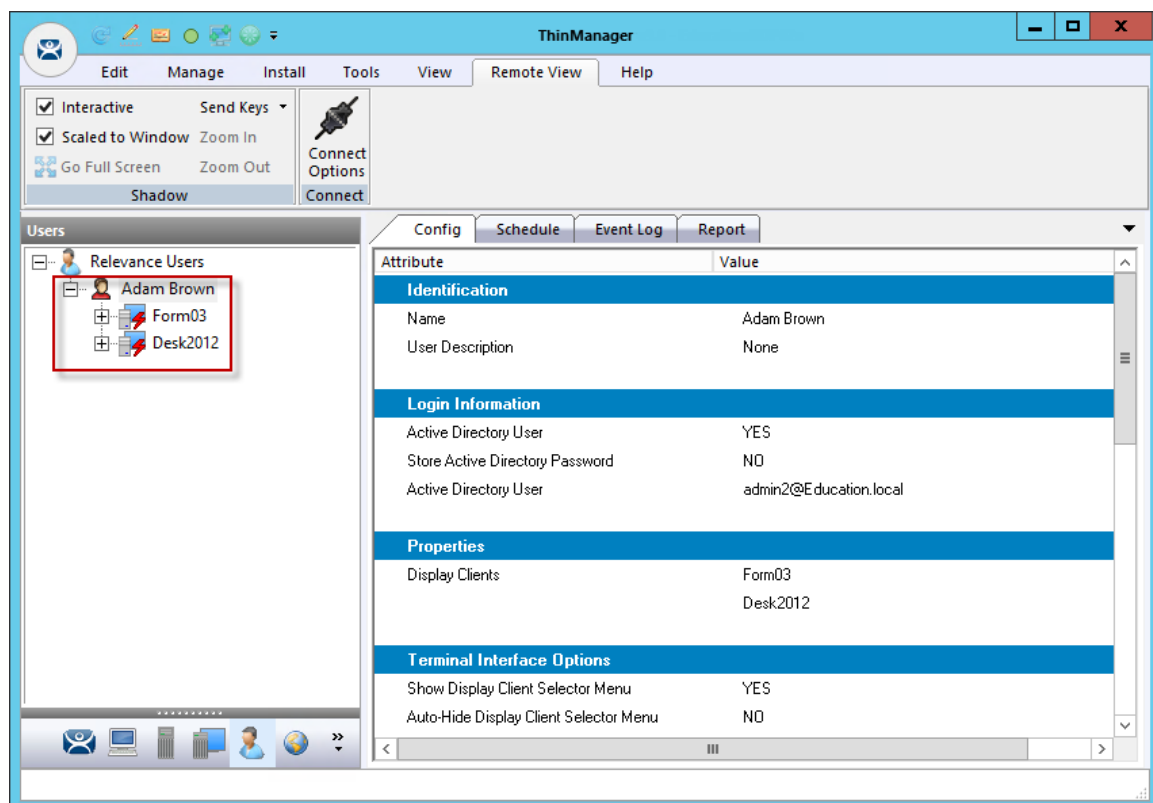 ThinManager
Edit Manage Install Tools View Remote View Help
Interactive Send Keys
Scaled to Window Zoom In
Go Full Screen Zoom Out
Connect Options
Shadow Connect
Users
Config Schedule Event Log Report
Relevance Users
Adam Brown
Form03
Desk2012
Attribute Value
Identification
Name Adam Brown
User Description None
Login Information
Active Directory User YES
Store Active Directory Password NO
Active Directory User admin2@Education.local
Properties
Display Clients Form03
Desk2012
Terminal Interface Options
Show Display Client Selector Menu YES
Auto-Hide Display Client Selector Menu NO